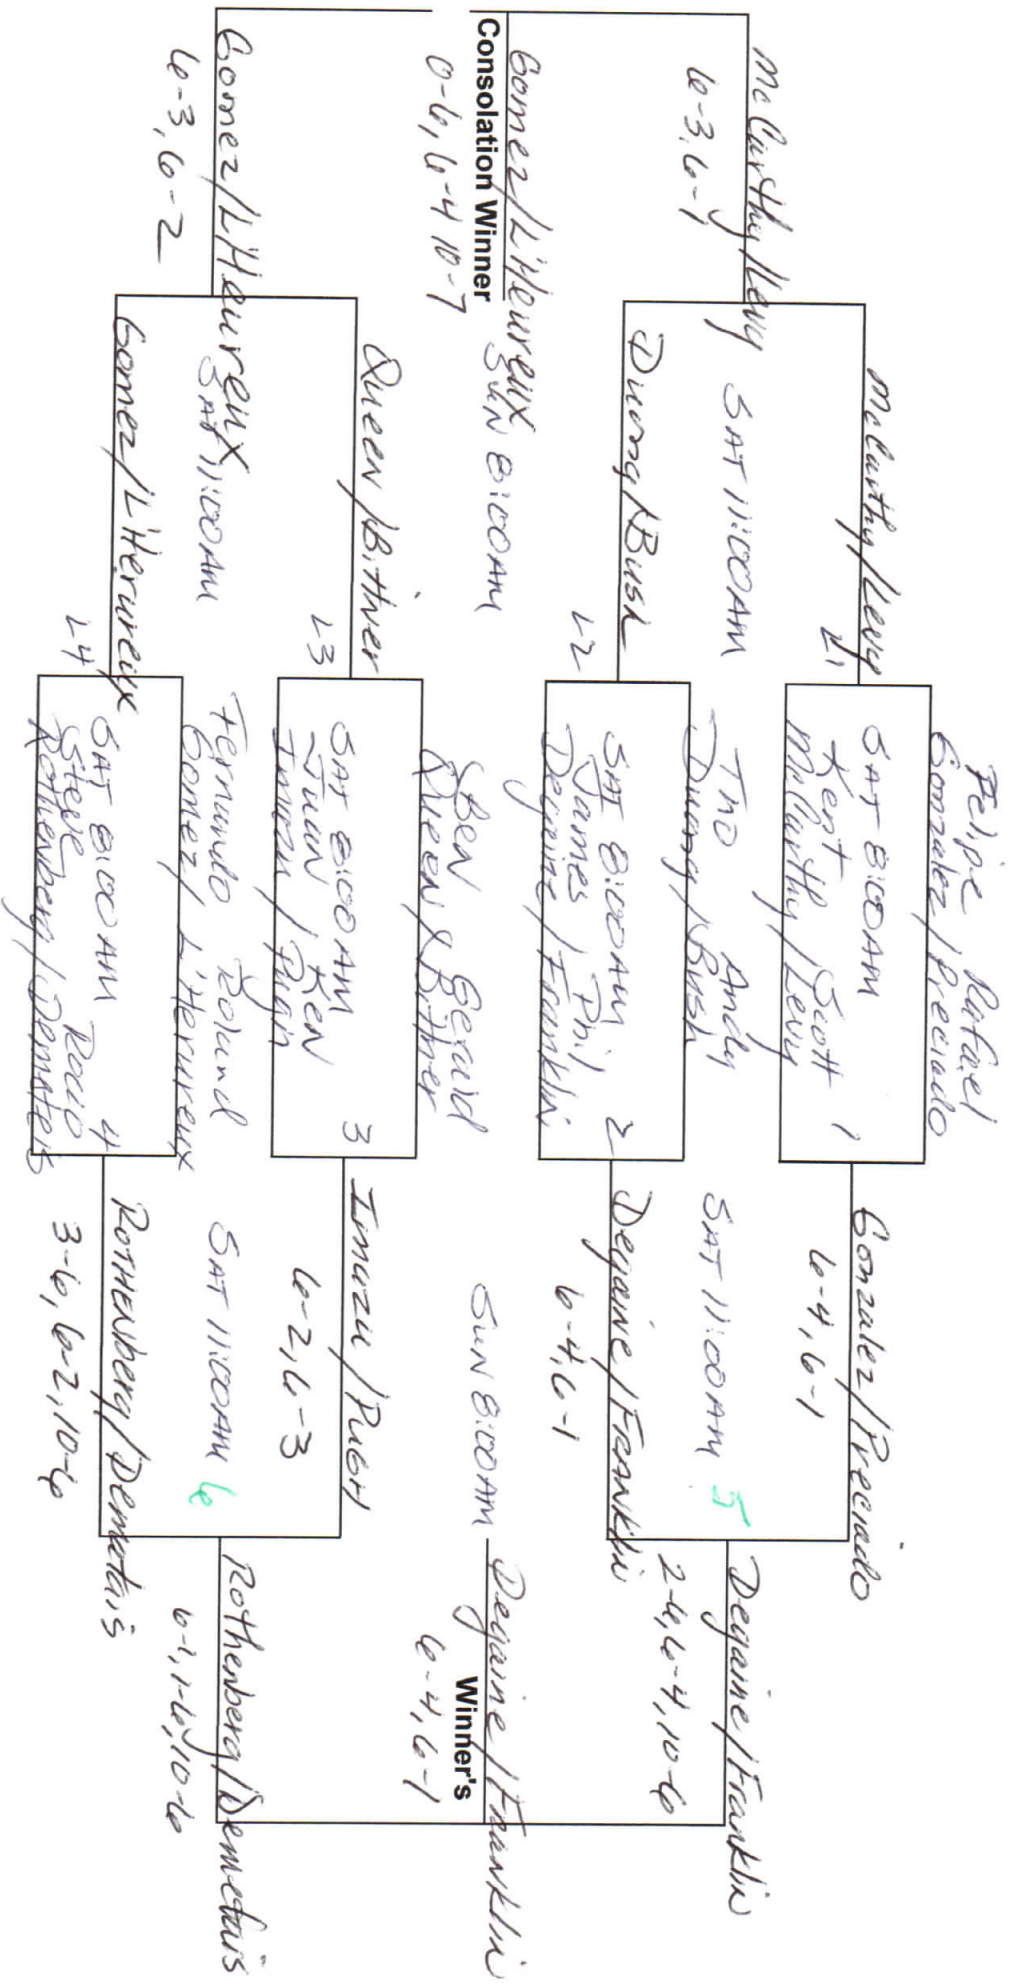 Felipe Rafael
Gonzalez / Preciado
SAT 8:00AM 1
Kent Scott
McCarthy / Levy
Tho Andy
Duong / Bush
SAT 8:00AM 2
James Phil
Degaine / Franklin
Ben Gerald
Queen & Bittner
SAT 8:00AM 3
Juan / Ken
Imazu / Pugh
Fernando Roland
Gomez / L'Heureux
SAT 8:00AM 4
Steve Rocio
Rothenberg / Demetais
Gonzalez / Preciado
6-4, 6-1
SAT 11:00AM 5
Degaine / Franklin
6-4, 6-1
Imazu / PUGH
6-2, 6-3
SAT 11:00AM 6
ROTHENberg / Demetais
3-6, 6-2, 10-6
Degaine / Franklin
2-6, 6-4, 10-6
SUN 8:00AM
Degaine / Franklin
Winner's
6-4, 6-1
Rothenberg / Demetais
6-1, 1-6, 10-6
McCarthy / Levy
L1
SAT 11:00AM
Duong / Bush
L2
Queen / Bittner
L3
SAT 11:00AM
Gomez / L'Heureux
L4
McCarthy / Levy
6-3, 6-1
Gomez / L'Heureux
SUN 8:00AM
Consolation Winner
0-6, 6-4 10-7
Gomez / L'Heureux
6-3, 6-2